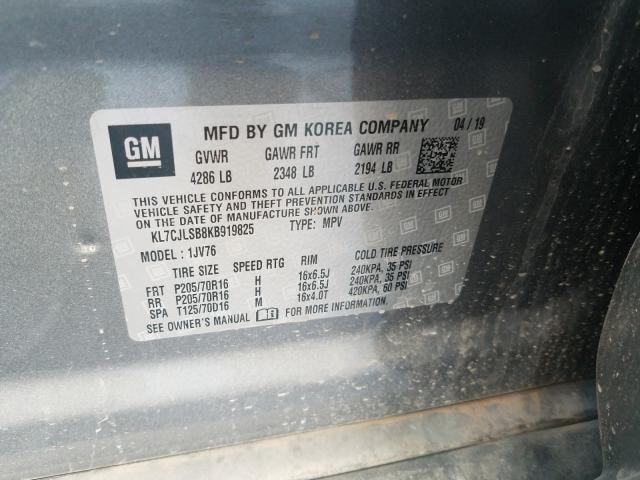 GM
MFD BY GM KOREA COMPANY 04 / 19
GVWR GAWR FRT GAWR RR
4286 LB 2348 LB 2194 LB
THIS VEHICLE CONFORMS TO ALL APPLICABLE U.S. FEDERAL MOTOR
VEHICLE SAFETY AND THEFT PREVENTION STANDARDS IN EFFECT
ON THE DATE OF MANUFACTURE SHOWN ABOVE.
KL7CJLSB8KB919825 TYPE: MPV
MODEL : 1JV76
TIRE SIZE SPEED RTG RIM COLD TIRE PRESSURE
FRT P205/70R16 H 16x6.5J 240KPA, 35 PSI
RR P205/70R16 H 16x6.5J 240KPA, 35 PSI
SPA T125/70D16 M 16x4.0T 420KPA, 60 PSI
SEE OWNER'S MANUAL FOR MORE INFORMATION.